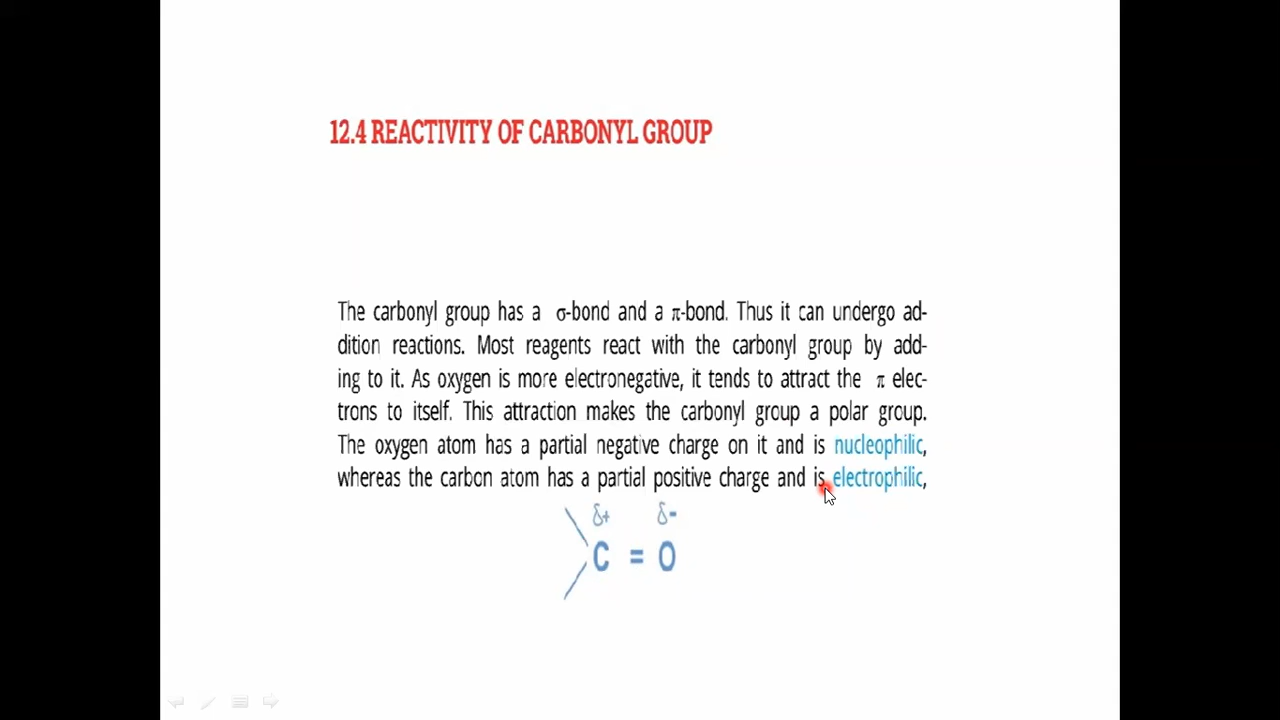 12.4 REACTIVITY OF CARBONYL GROUP
The carbonyl group has a σ-bond and a π-bond. Thus it can undergo ad-
dition reactions. Most reagents react with the carbonyl group by add-
ing to it. As oxygen is more electronegative, it tends to attract the π elec-
trons to itself. This attraction makes the carbonyl group a polar group.
The oxygen atom has a partial negative charge on it and is nucleophilic,
whereas the carbon atom has a partial positive charge and is electrophilic,
δ+ δ-
C = O